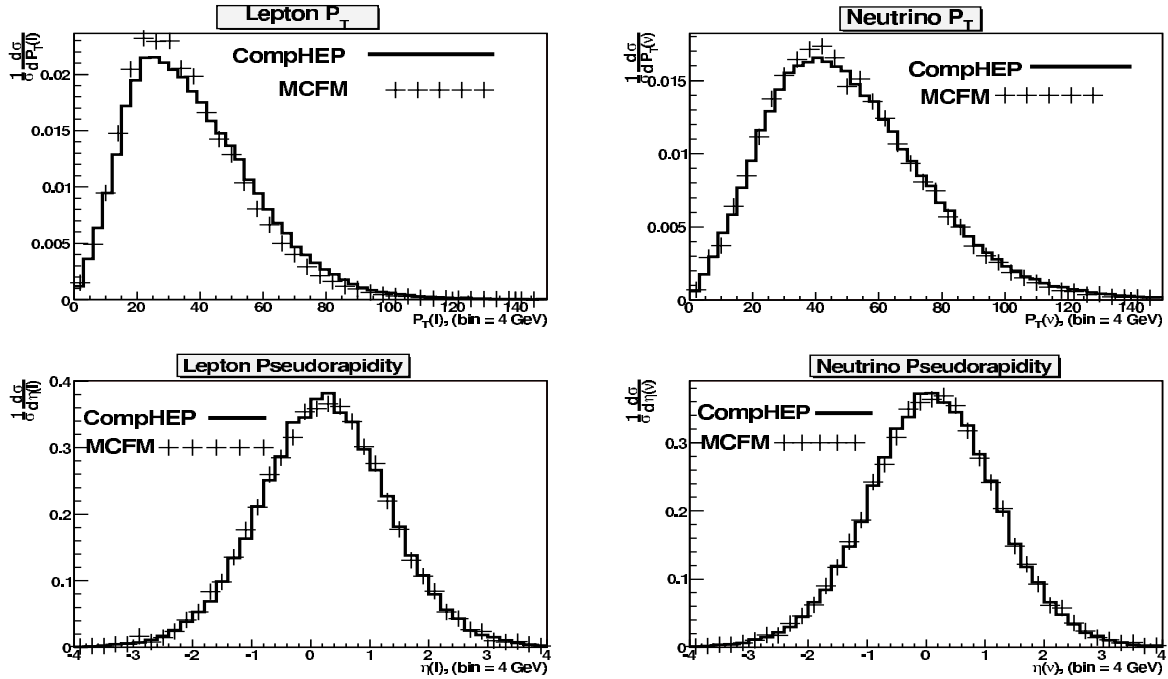 Lepton P_T
1/σ dσ/dP_T(l)
CompHEP
MCFM
0.02
0.015
0.01
0.005
0
0 20 40 60 80 100 120 140
P_T(l), (bin = 4 GeV)
Neutrino P_T
1/σ dσ/dP_T(ν)
CompHEP
MCFM
0.015
0.01
0.005
0
0 20 40 60 80 100 120 140
P_T(ν), (bin = 4 GeV)
Lepton Pseudorapidity
1/σ dσ/dη(l)
CompHEP
MCFM
0.4
0.3
0.2
0.1
0
-4 -3 -2 -1 0 1 2 3 4
η(l), (bin = 4 GeV)
Neutrino Pseudorapidity
1/σ dσ/dη(ν)
CompHEP
MCFM
0.3
0.2
0.1
0
-4 -3 -2 -1 0 1 2 3 4
η(ν), (bin = 4 GeV)